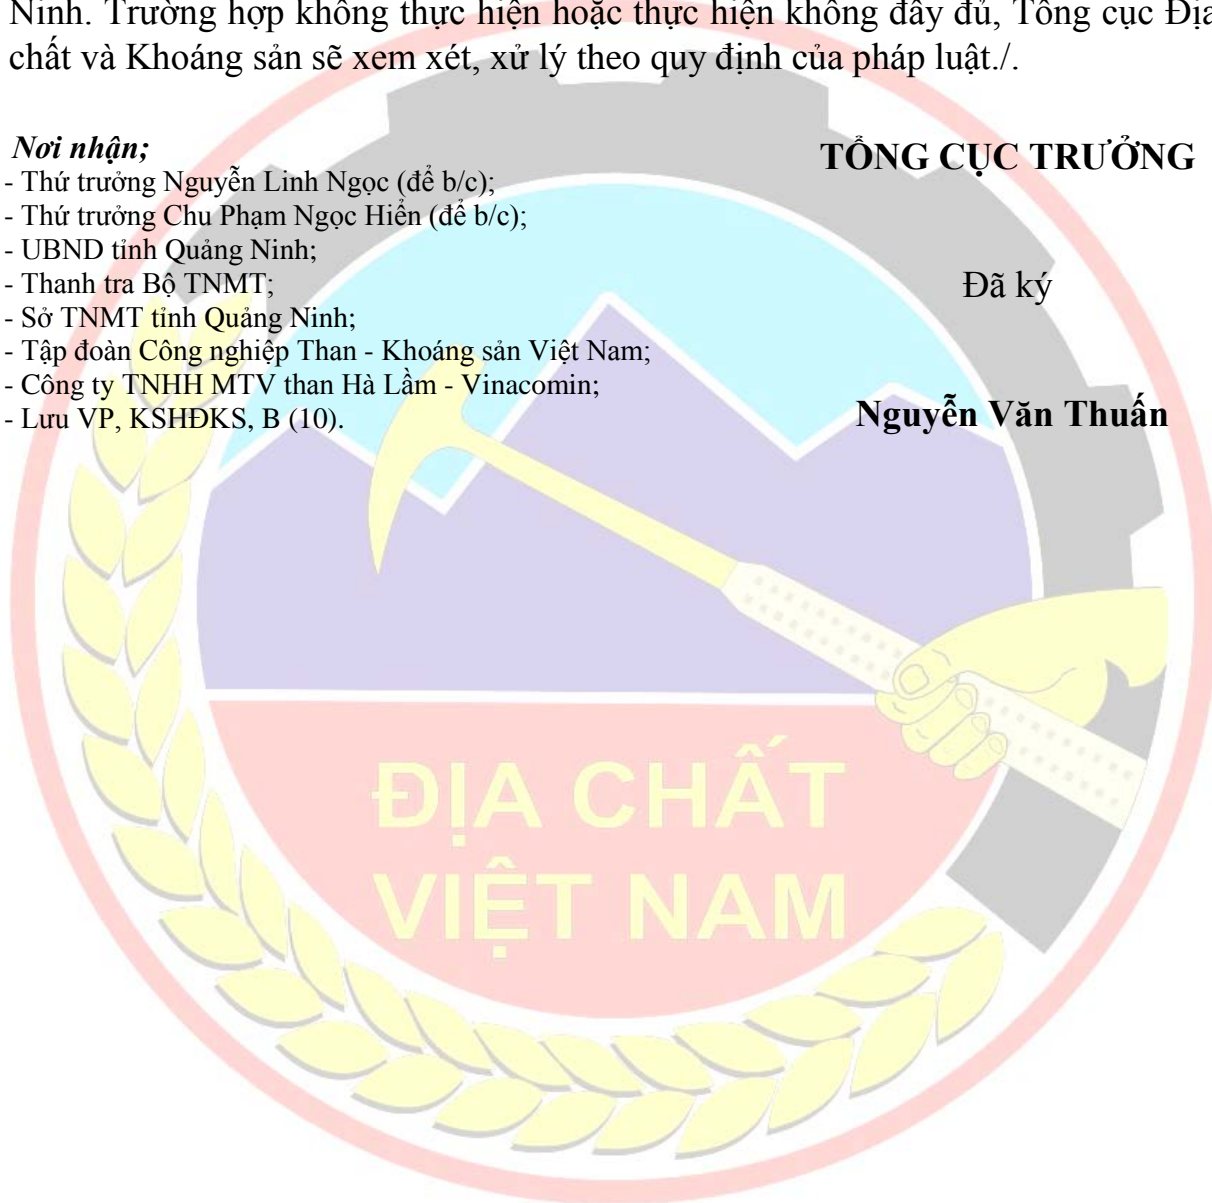 Ninh. Trường hợp không thực hiện hoặc thực hiện không đầy đủ, Tổng cục Địa
chất và Khoáng sản sẽ xem xét, xử lý theo quy định của pháp luật./.
Nơi nhận;
- Thứ trưởng Nguyễn Linh Ngọc (để b/c);
- Thứ trưởng Chu Phạm Ngọc Hiển (để b/c);
- UBND tỉnh Quảng Ninh;
- Thanh tra Bộ TNMT;
- Sở TNMT tỉnh Quảng Ninh;
- Tập đoàn Công nghiệp Than - Khoáng sản Việt Nam;
- Công ty TNHH MTV than Hà Lầm - Vinacomin;
- Lưu VP, KSHĐKS, B (10).
TỔNG CỤC TRƯỞNG
Đã ký
Nguyễn Văn Thuấn
ĐỊA CHẤT
VIỆT NAM